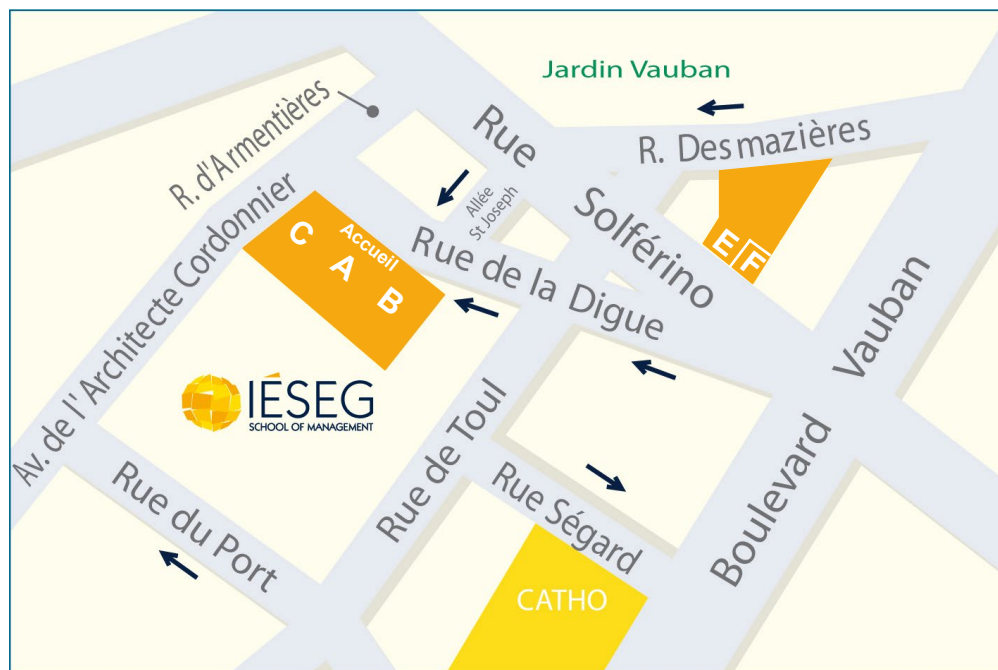 Jardin Vauban
R. d'Armentières
Rue
Solférino
R. Desmazières
Allée
St Joseph
Av. de l'Architecte Cordonnier
C
Accueil
A
B
Rue de la Digue
E
F
Boulevard
Vauban
IÉSEG
SCHOOL OF MANAGEMENT
Rue de Toul
Rue Ségard
Rue du Port
CATHO